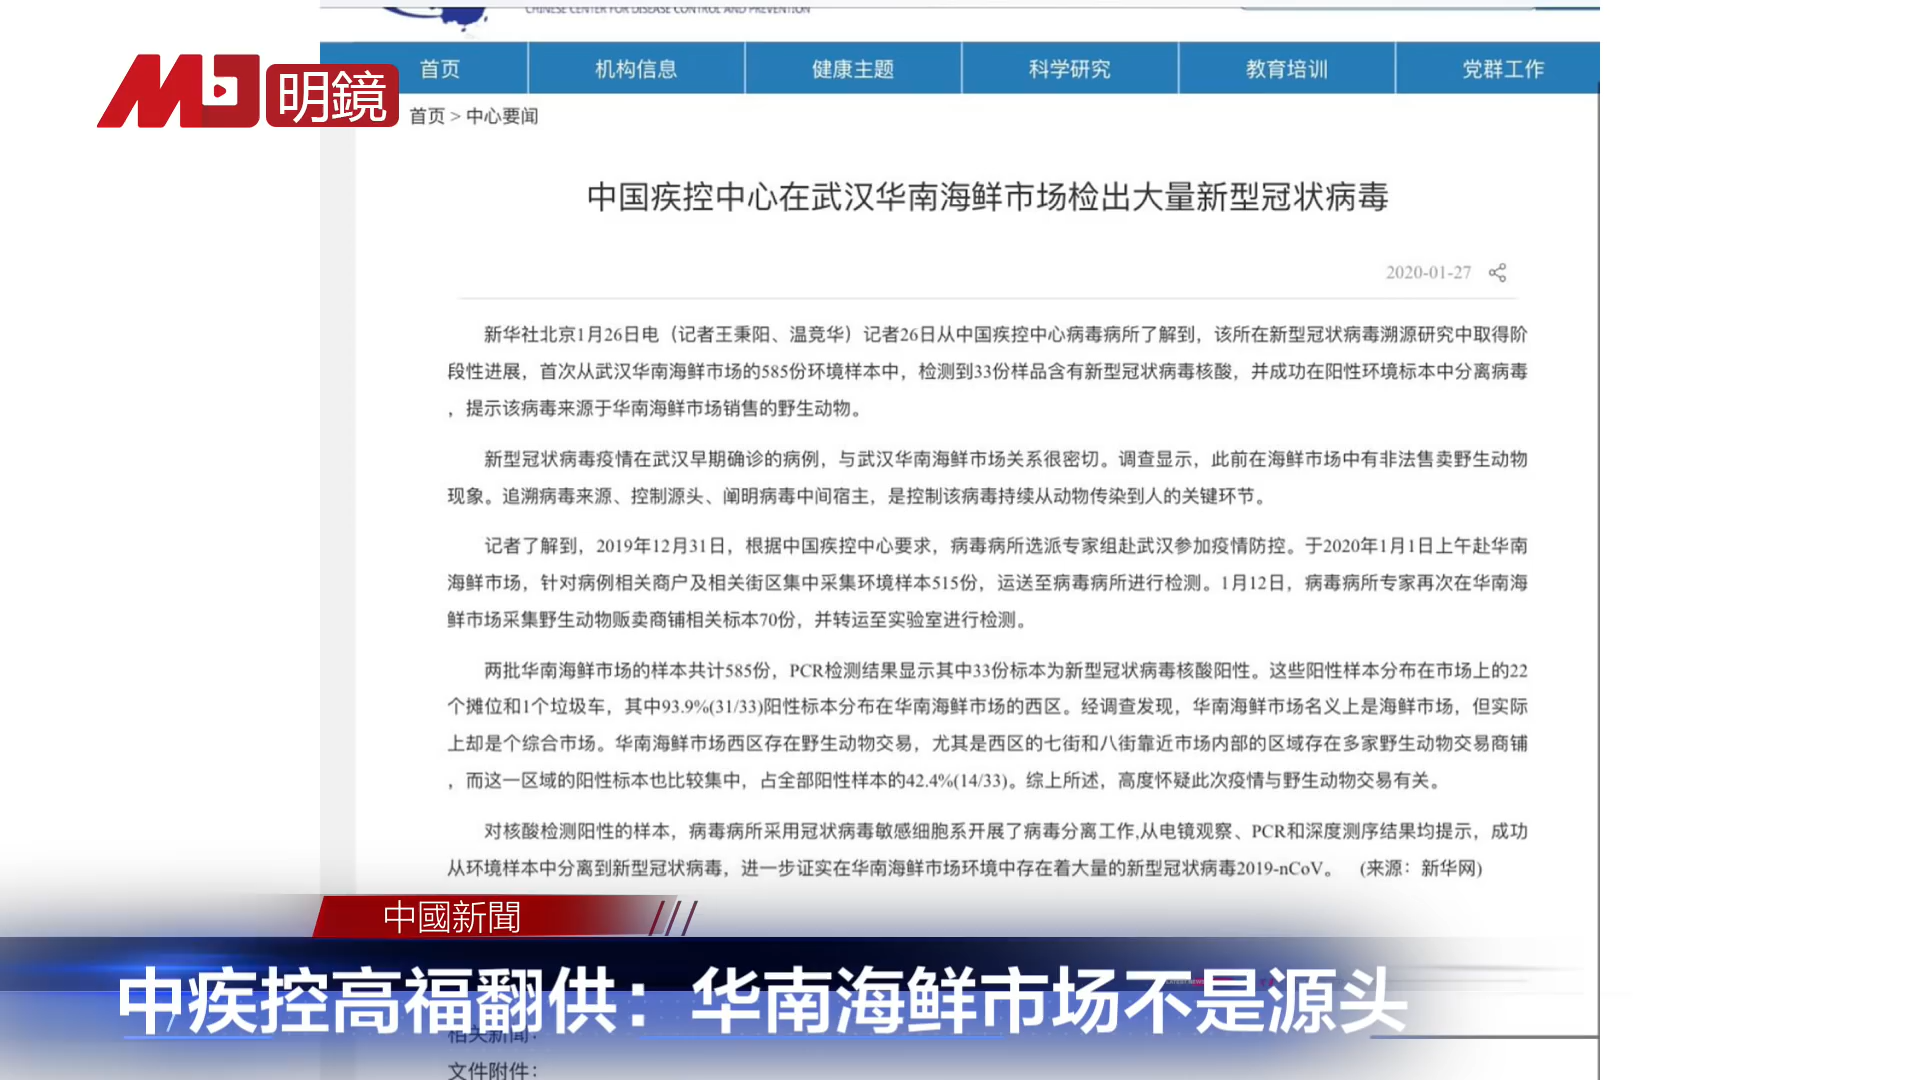 CHINESE CENTER FOR DISEASE CONTROL AND PREVENTION
明鏡
首页 机构信息 健康主题 科学研究 教育培训 党群工作
首页 > 中心要闻
中国疾控中心在武汉华南海鲜市场检出大量新型冠状病毒
2020-01-27
新华社北京1月26日电（记者王秉阳、温竞华）记者26日从中国疾控中心病毒病所了解到，该所在新型冠状病毒溯源研究中取得阶
段性进展，首次从武汉华南海鲜市场的585份环境样本中，检测到33份样品含有新型冠状病毒核酸，并成功在阳性环境标本中分离病毒
，提示该病毒来源于华南海鲜市场销售的野生动物。
新型冠状病毒疫情在武汉早期确诊的病例，与武汉华南海鲜市场关系很密切。调查显示，此前在海鲜市场中有非法售卖野生动物
现象。追溯病毒来源、控制源头、阐明病毒中间宿主，是控制该病毒持续从动物传染到人的关键环节。
记者了解到，2019年12月31日，根据中国疾控中心要求，病毒病所选派专家组赴武汉参加疫情防控。于2020年1月1日上午赴华南
海鲜市场，针对病例相关商户及相关街区集中采集环境样本515份，运送至病毒病所进行检测。1月12日，病毒病所专家再次在华南海
鲜市场采集野生动物贩卖商铺相关标本70份，并转运至实验室进行检测。
两批华南海鲜市场的样本共计585份，PCR检测结果显示其中33份标本为新型冠状病毒核酸阳性。这些阳性样本分布在市场上的22
个摊位和1个垃圾车，其中93.9%(31/33)阳性标本分布在华南海鲜市场的西区。经调查发现，华南海鲜市场名义上是海鲜市场，但实际
上却是个综合市场。华南海鲜市场西区存在野生动物交易，尤其是西区的七街和八街靠近市场内部的区域存在多家野生动物交易商铺
，而这一区域的阳性标本也比较集中，占全部阳性样本的42.4%(14/33)。综上所述，高度怀疑此次疫情与野生动物交易有关。
对核酸检测阳性的样本，病毒病所采用冠状病毒敏感细胞系开展了病毒分离工作,从电镜观察、PCR和深度测序结果均提示，成功
从环境样本中分离到新型冠状病毒，进一步证实在华南海鲜市场环境中存在着大量的新型冠状病毒2019-nCoV。 (来源：新华网)
中國新聞
中疾控高福翻供：华南海鲜市场不是源头
相关新闻：
文件附件：